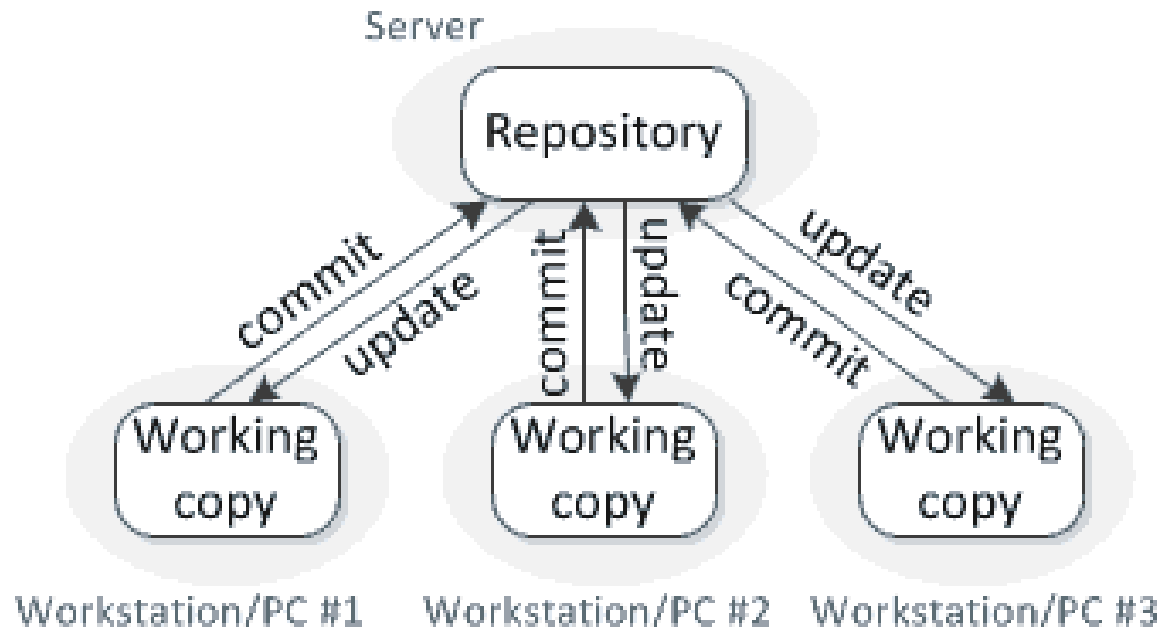 Server
Repository
commit
update
commit
update
update
commit
Working
copy
Working
copy
Working
copy
Workstation/PC #1
Workstation/PC #2
Workstation/PC #3